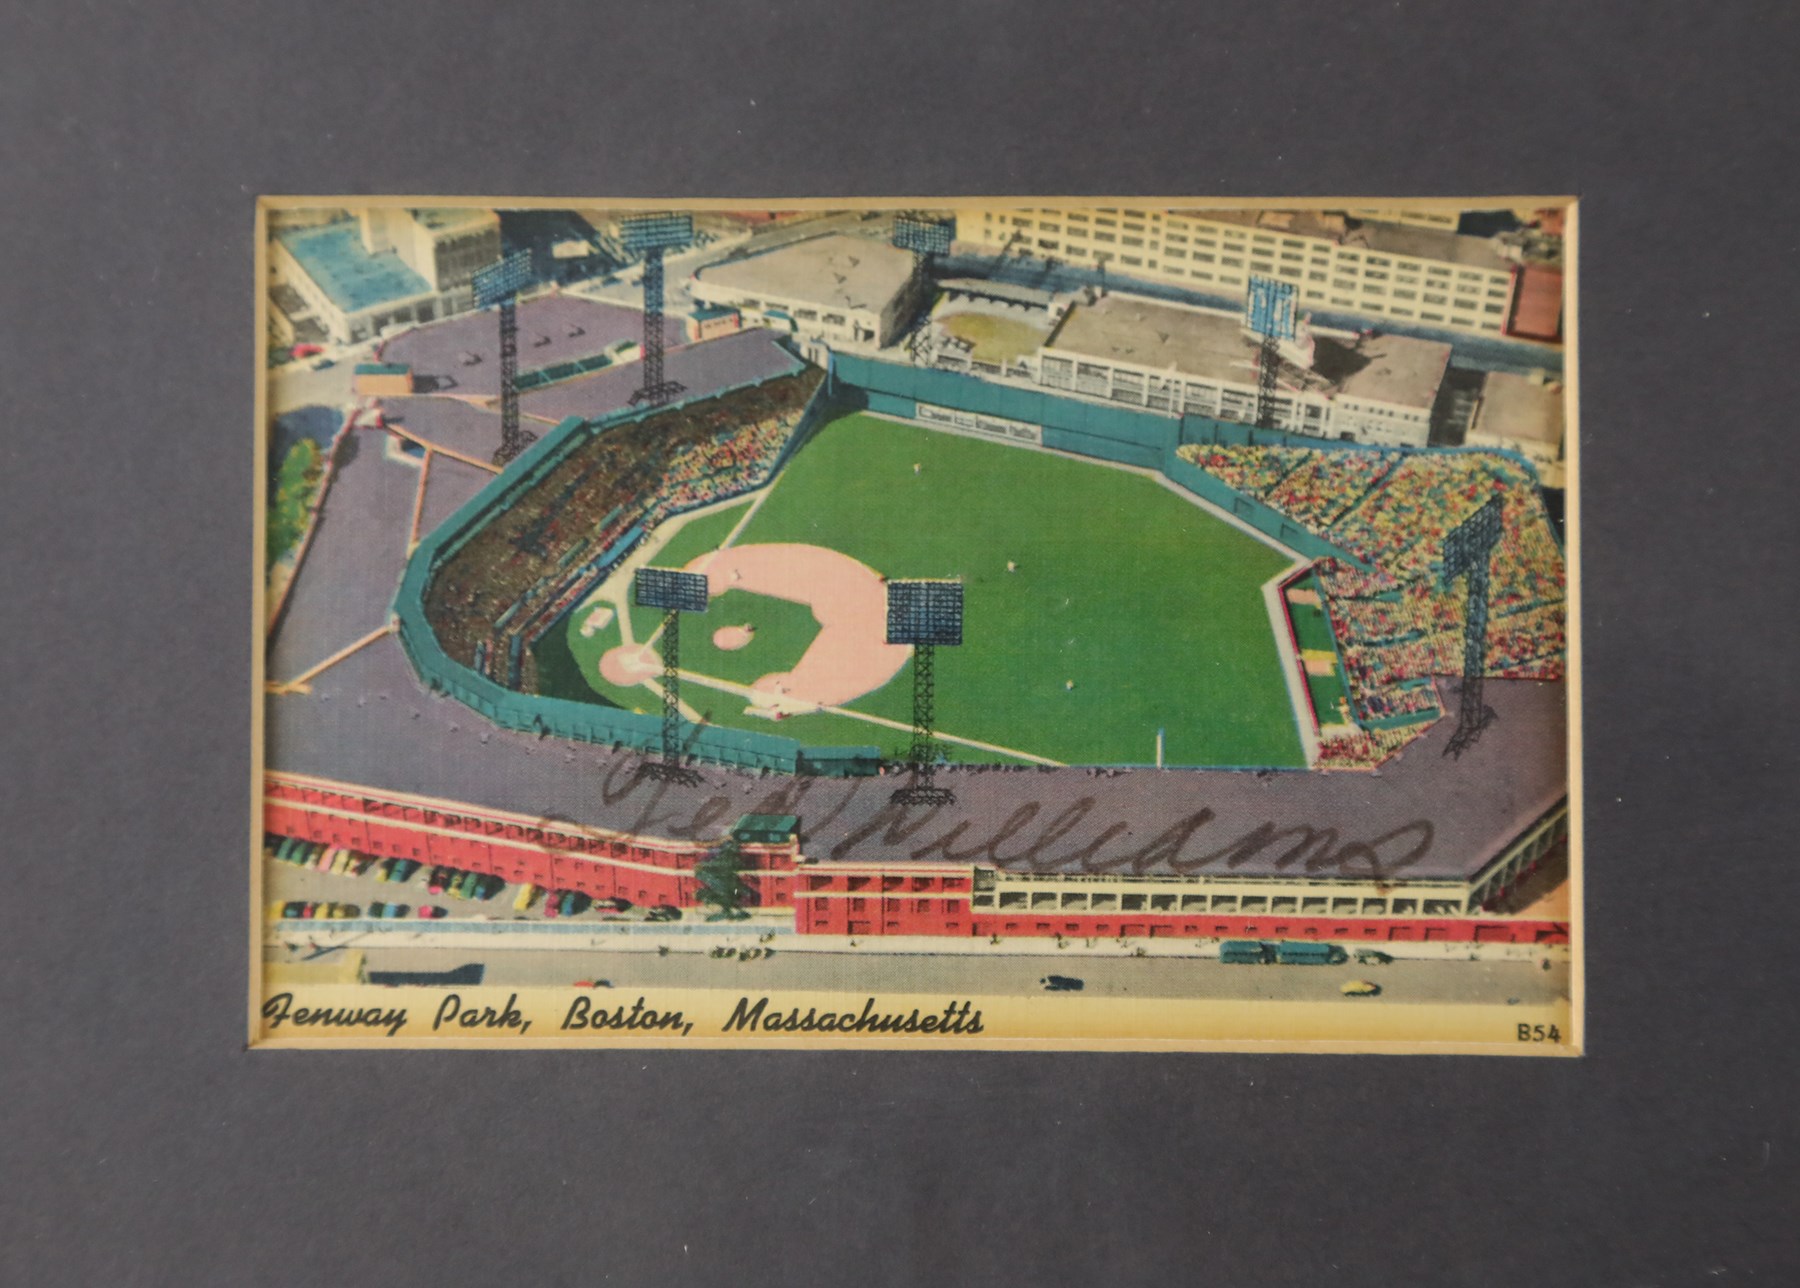 Ted Williams
Fenway Park, Boston, Massachusetts
B54